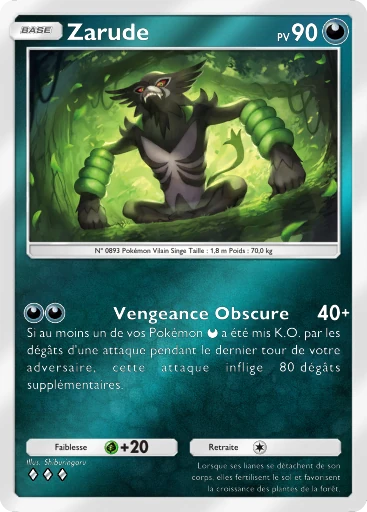 BASE Zarude PV 90
N° 0893 Pokémon Vilain Singe Taille : 1,8 m Poids : 70,0 kg
Vengeance Obscure 40+
Si au moins un de vos Pokémon a été mis K.O. par les
dégâts d'une attaque pendant le dernier tour de votre
adversaire, cette attaque inflige 80 dégâts
supplémentaires.
Faiblesse +20 Retraite
Illus. Shiburingaru
Lorsque ses lianes se détachent de son
corps, elles fertilisent le sol et favorisent
la croissance des plantes de la forêt.